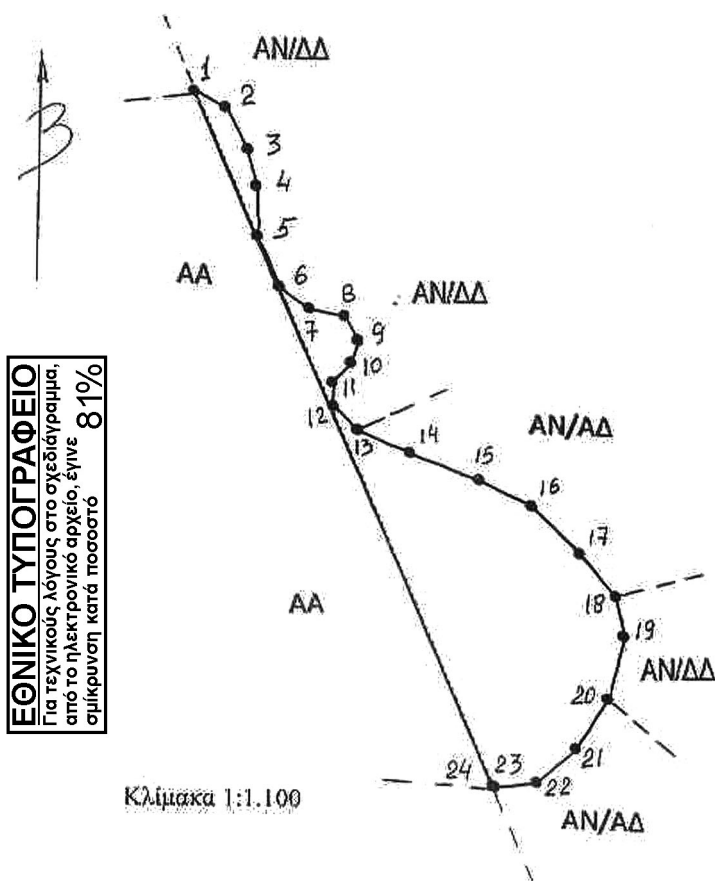 ΑΝ/ΔΔ
1
2
Β
3
4
5
ΑΑ
6
8
ΑΝ/ΔΔ
7
9
10
11
12
13
14
ΑΝ/ΑΔ
15
16
17
ΑΑ
18
19
ΑΝ/ΔΔ
20
21
24 23
22
ΑΝ/ΑΔ
Κλίμακα 1:1.100
ΕΘΝΙΚΟ ΤΥΠΟΓΡΑΦΕΙΟ
Για τεχνικούς λόγους στο σχεδιάγραμμα,
από το ηλεκτρονικό αρχείο, έγινε
σμίκρυνση κατά ποσοστό 81%